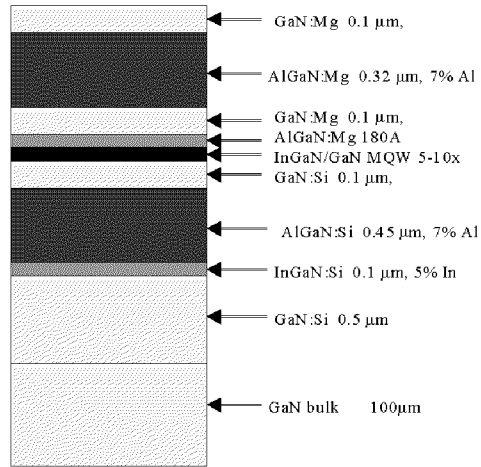 GaN:Mg 0.1 µm,
AlGaN:Mg 0.32 µm, 7% Al
GaN:Mg 0.1 µm,
AlGaN:Mg 180A
InGaN/GaN MQW 5-10x
GaN:Si 0.1 µm,
AlGaN:Si 0.45 µm, 7% Al
InGaN:Si 0.1 µm, 5% In
GaN:Si 0.5 µm
GaN bulk 100µm